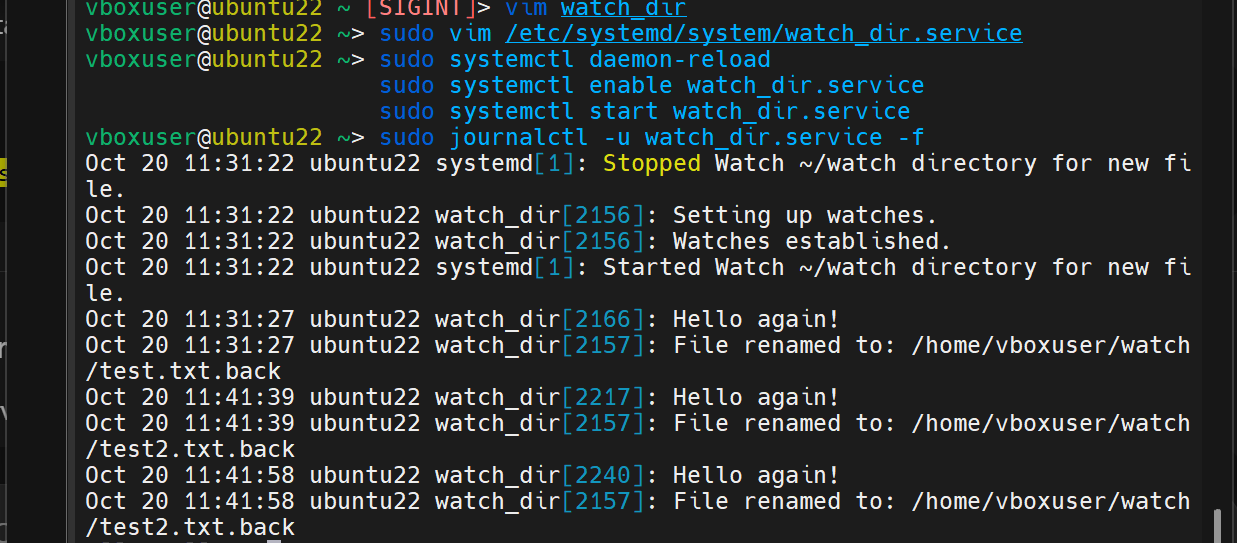 vboxuser@ubuntu22 ~ [SIGINT]> vim watch_dir
vboxuser@ubuntu22 ~> sudo vim /etc/systemd/system/watch_dir.service
vboxuser@ubuntu22 ~> sudo systemctl daemon-reload
sudo systemctl enable watch_dir.service
sudo systemctl start watch_dir.service
vboxuser@ubuntu22 ~> sudo journalctl -u watch_dir.service -f
Oct 20 11:31:22 ubuntu22 systemd[1]: Stopped Watch ~/watch directory for new fi
le.
Oct 20 11:31:22 ubuntu22 watch_dir[2156]: Setting up watches.
Oct 20 11:31:22 ubuntu22 watch_dir[2156]: Watches established.
Oct 20 11:31:22 ubuntu22 systemd[1]: Started Watch ~/watch directory for new fi
le.
Oct 20 11:31:27 ubuntu22 watch_dir[2166]: Hello again!
Oct 20 11:31:27 ubuntu22 watch_dir[2157]: File renamed to: /home/vboxuser/watch
/test.txt.back
Oct 20 11:41:39 ubuntu22 watch_dir[2217]: Hello again!
Oct 20 11:41:39 ubuntu22 watch_dir[2157]: File renamed to: /home/vboxuser/watch
/test2.txt.back
Oct 20 11:41:58 ubuntu22 watch_dir[2240]: Hello again!
Oct 20 11:41:58 ubuntu22 watch_dir[2157]: File renamed to: /home/vboxuser/watch
/test2.txt.back